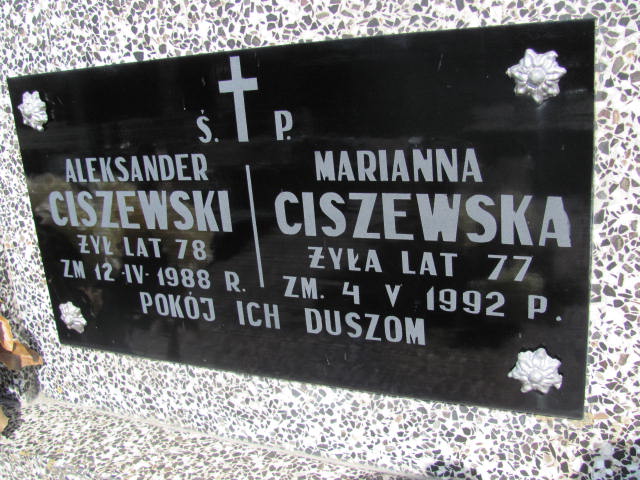 Ś. P.
ALEKSANDER
CISZEWSKI
ŻYŁ LAT 78
ZM 12-IV-1988 R.
MARIANNA
CISZEWSKA
ŻYŁA LAT 77
ZM. 4 V 1992 P.
POKÓJ ICH DUSZOM